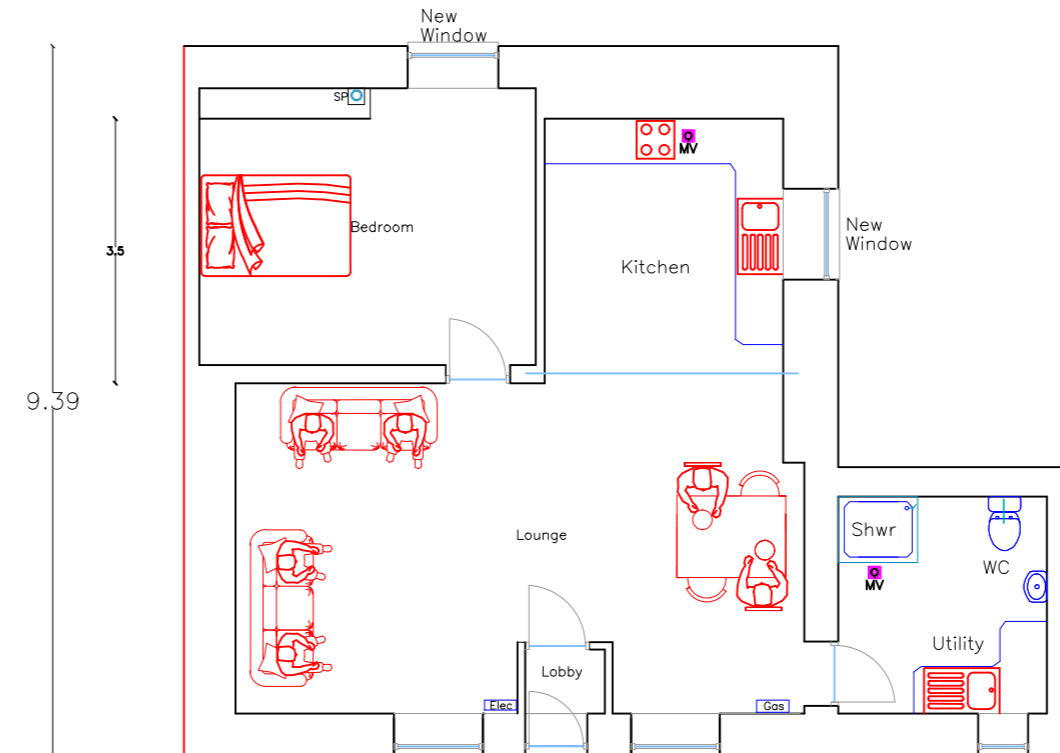 New
Window
SP
MV
Bedroom
3.5
New
Window
Kitchen
9.39
Lounge
Shwr
WC
MV
Utility
Lobby
Elec
Gas